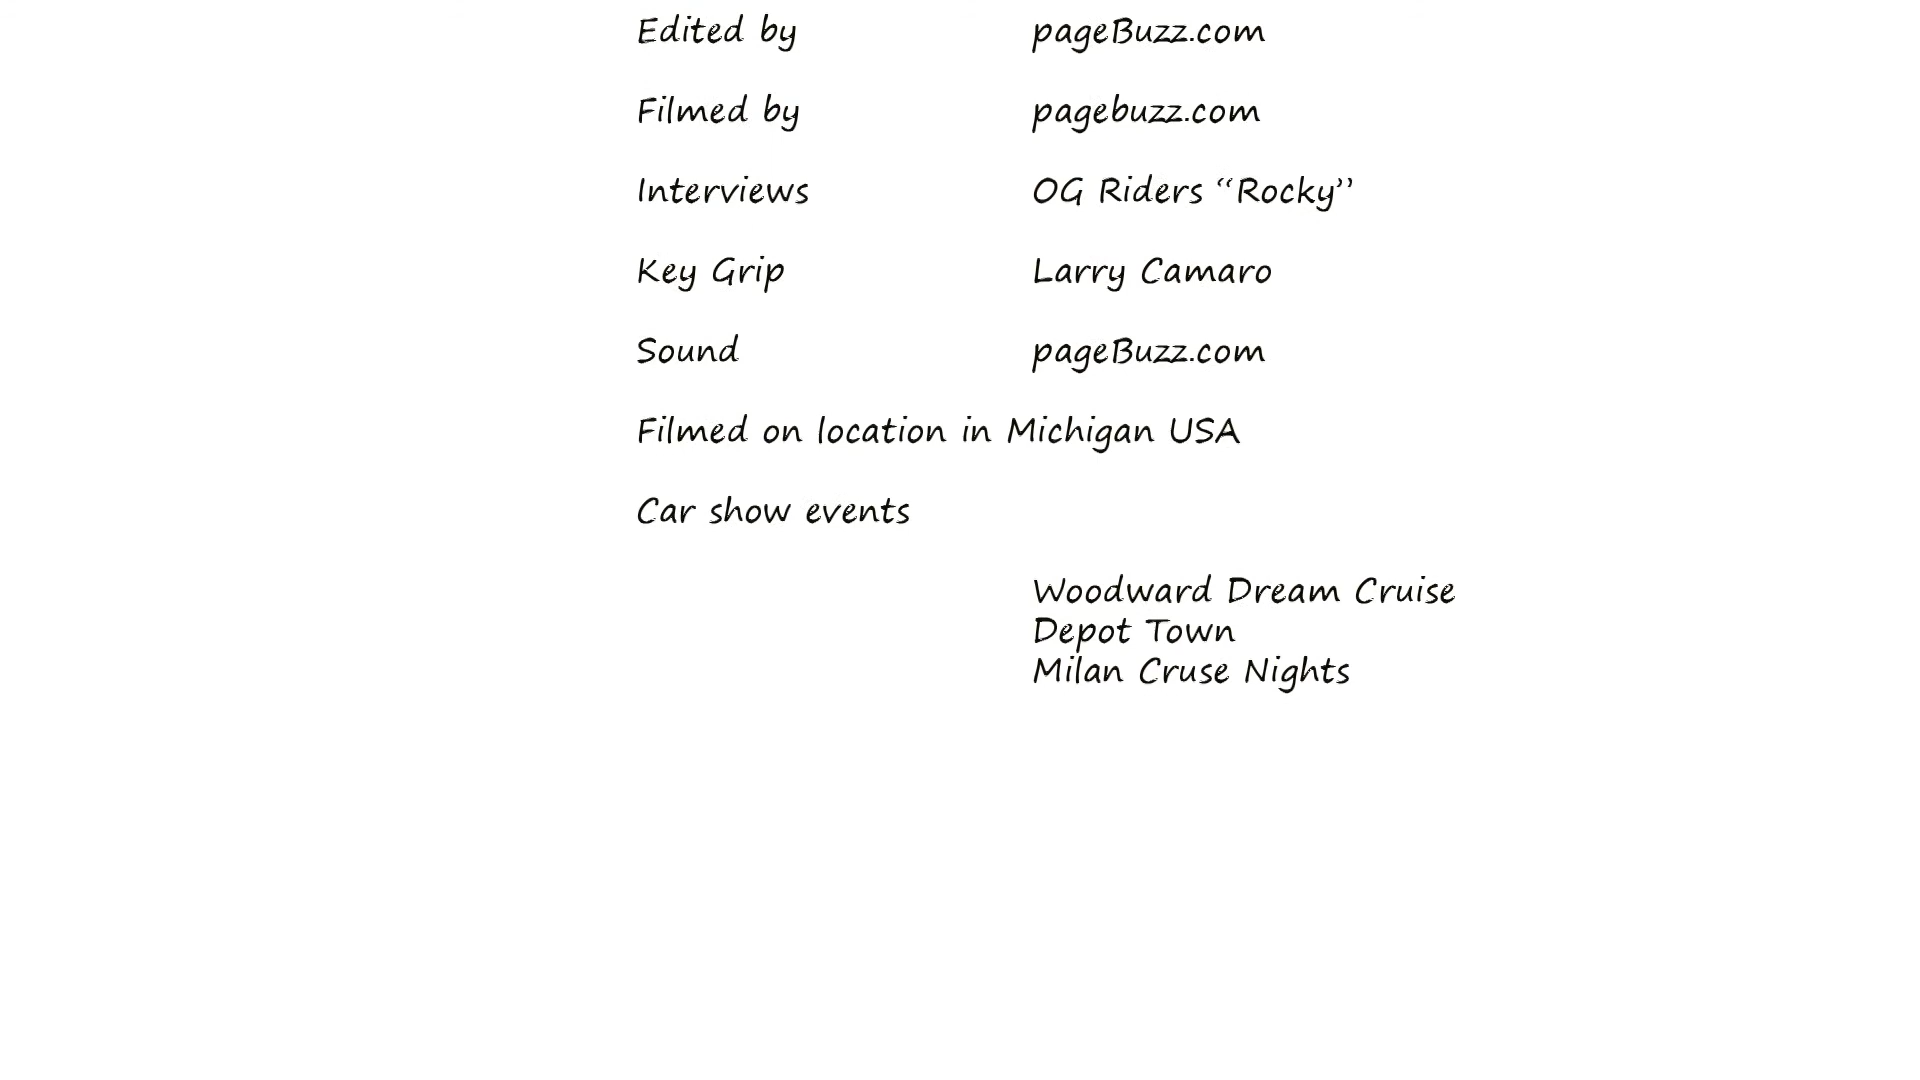 Edited by pageBuzz.com
Filmed by pagebuzz.com
Interviews OG Riders “Rocky”
Key Grip Larry Camaro
Sound pageBuzz.com
Filmed on location in Michigan USA
Car show events
Woodward Dream Cruise
Depot Town
Milan Cruse Nights